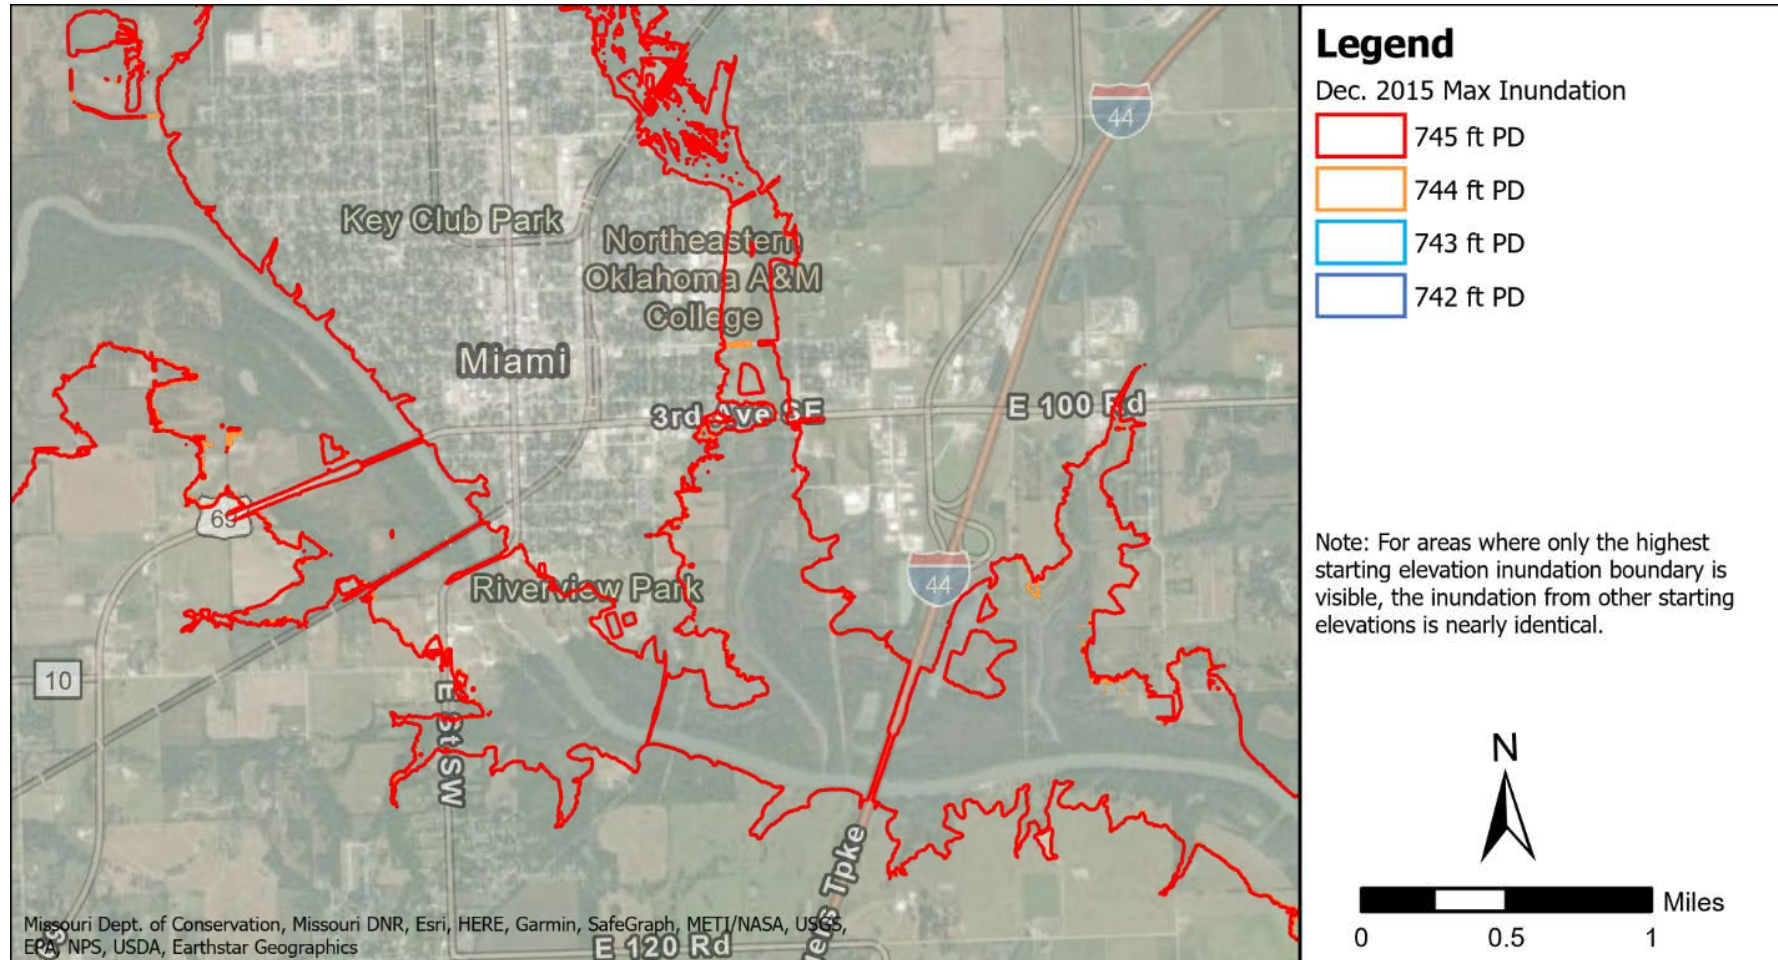 44
Key Club Park
Northeastern
Oklahoma A&M
College
Miami
3rd Ave SE
E 100 Rd
69
44
Riverview Park
10
E St SW
E 120 Rd
Missouri Dept. of Conservation, Missouri DNR, Esri, HERE, Garmin, SafeGraph, METI/NASA, USGS,
EPA, NPS, USDA, Earthstar Geographics
Tpke
Legend
Dec. 2015 Max Inundation
745 ft PD
744 ft PD
743 ft PD
742 ft PD
Note: For areas where only the highest
starting elevation inundation boundary is
visible, the inundation from other starting
elevations is nearly identical.
N
Miles
0 0.5 1